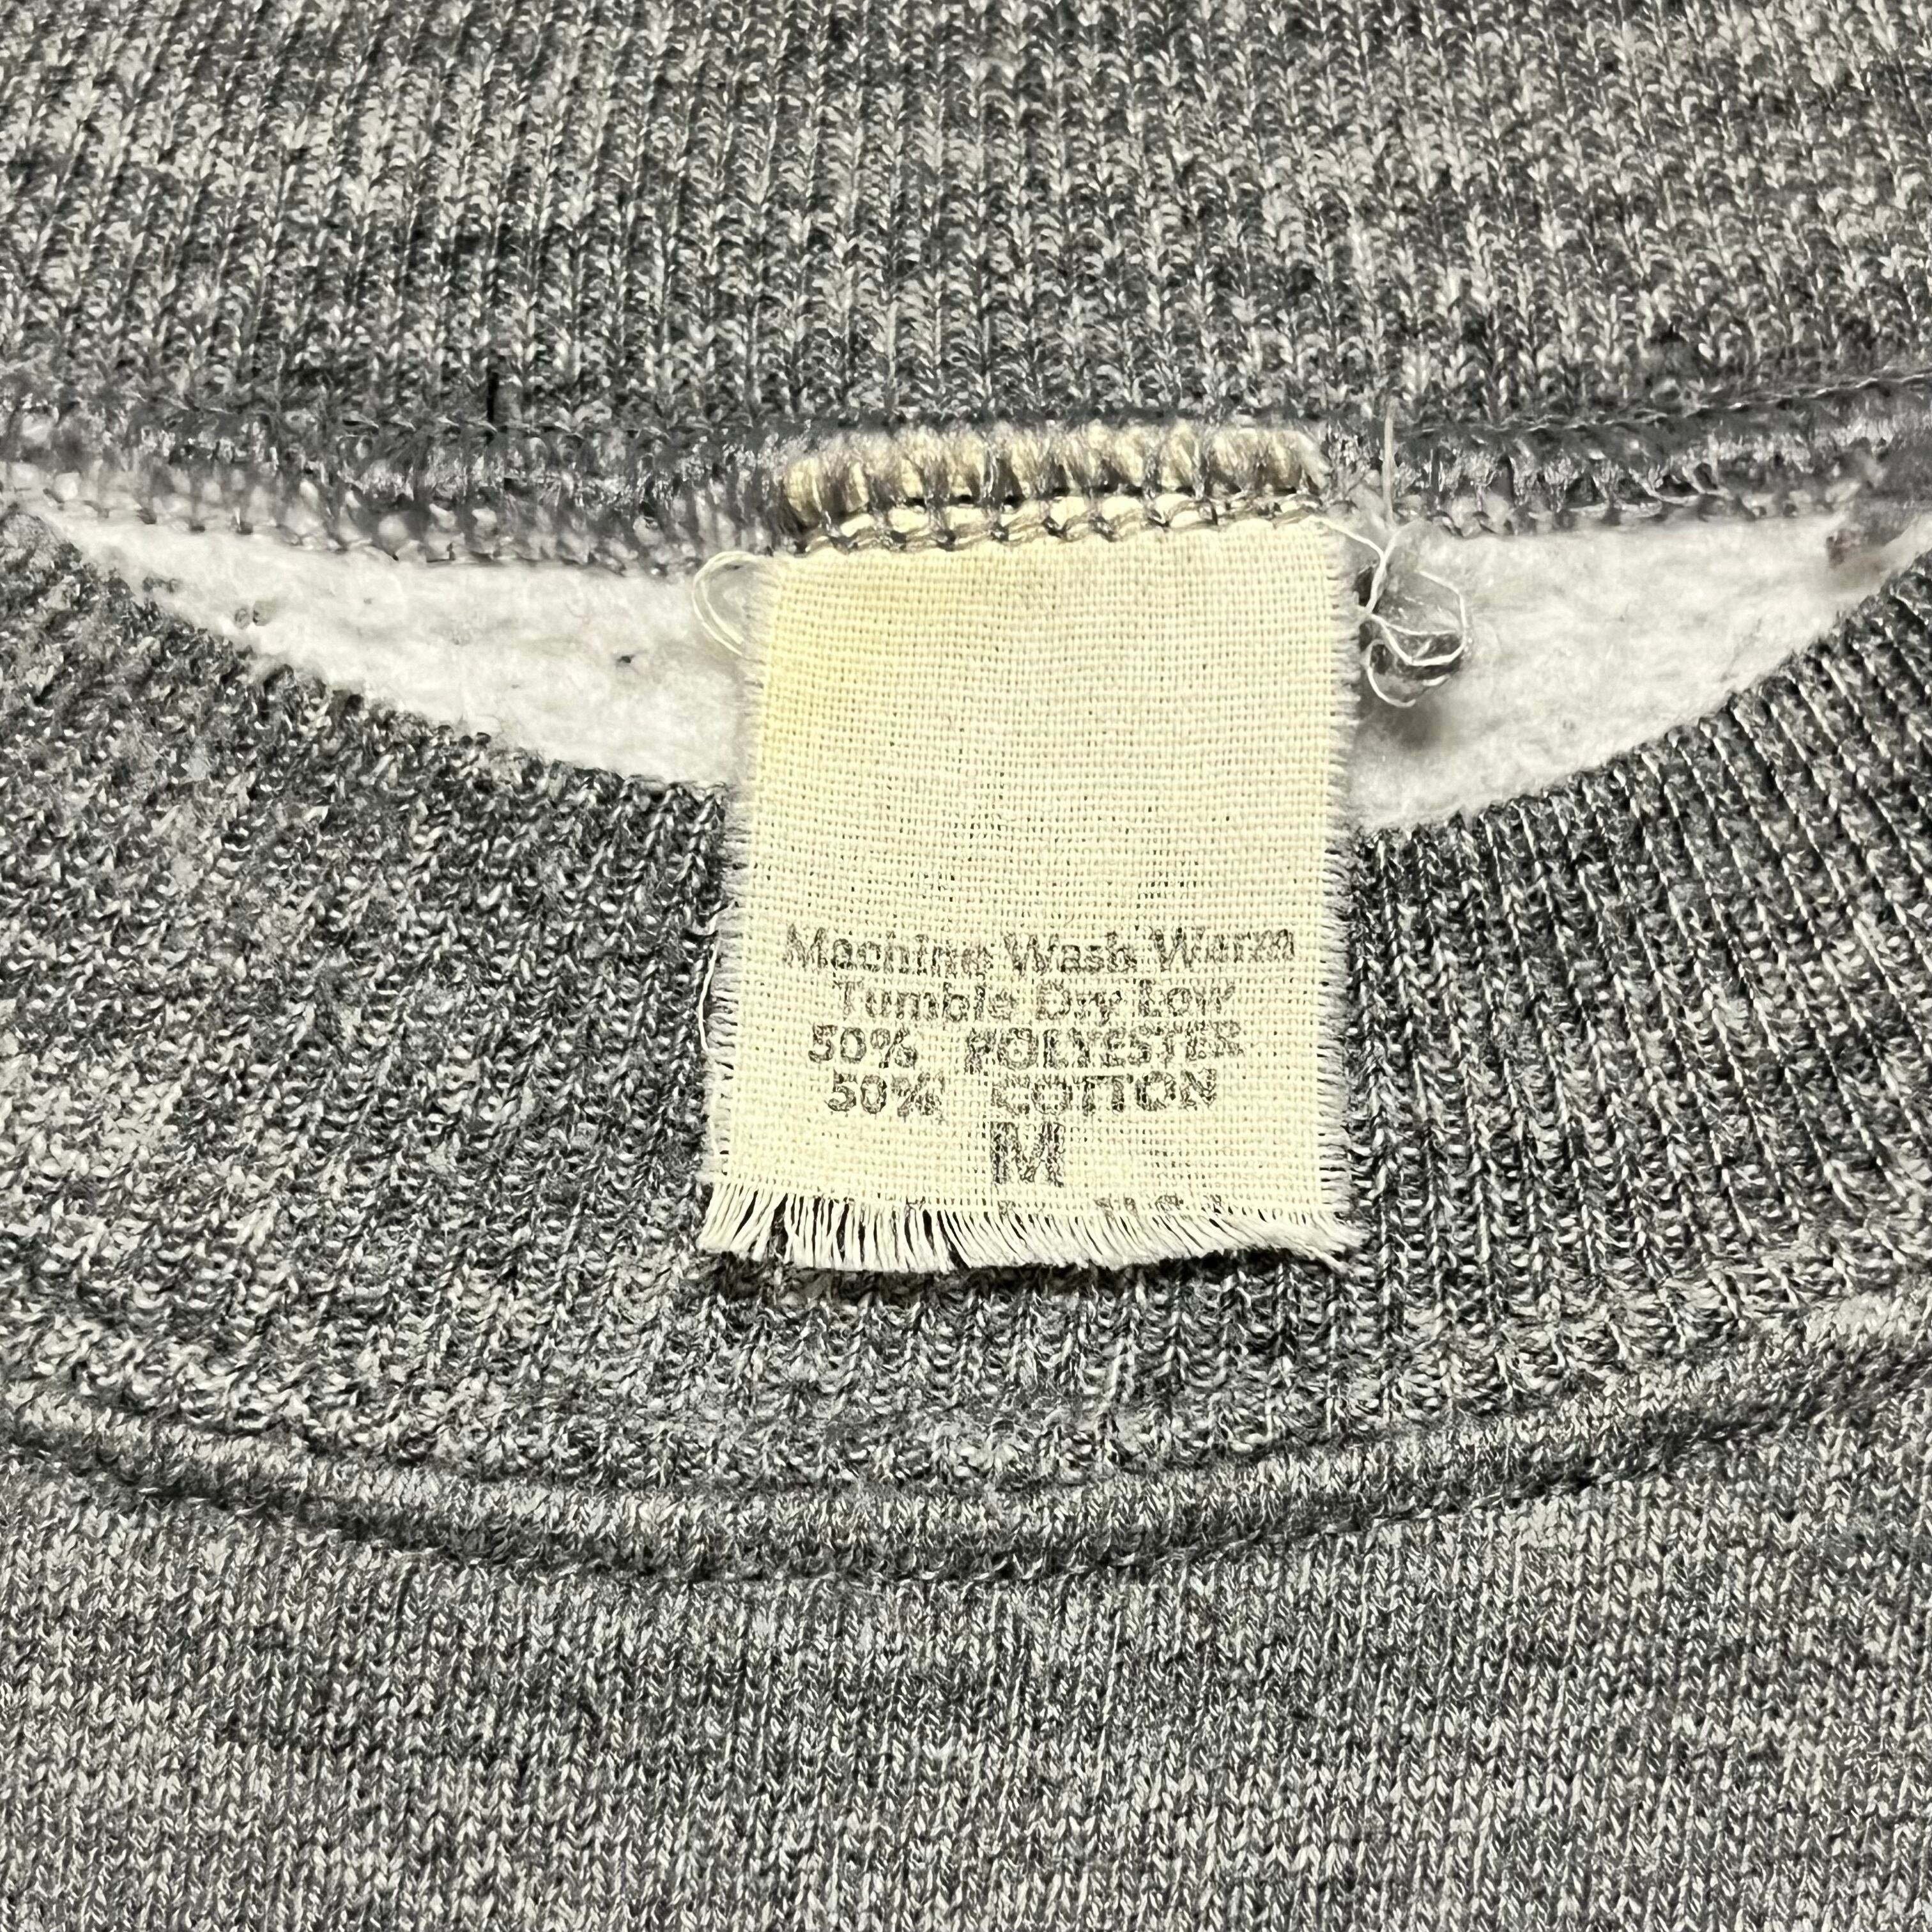 Machine Wash Warm
Tumble Dry Low
50% POLYESTER
50% COTTON
M